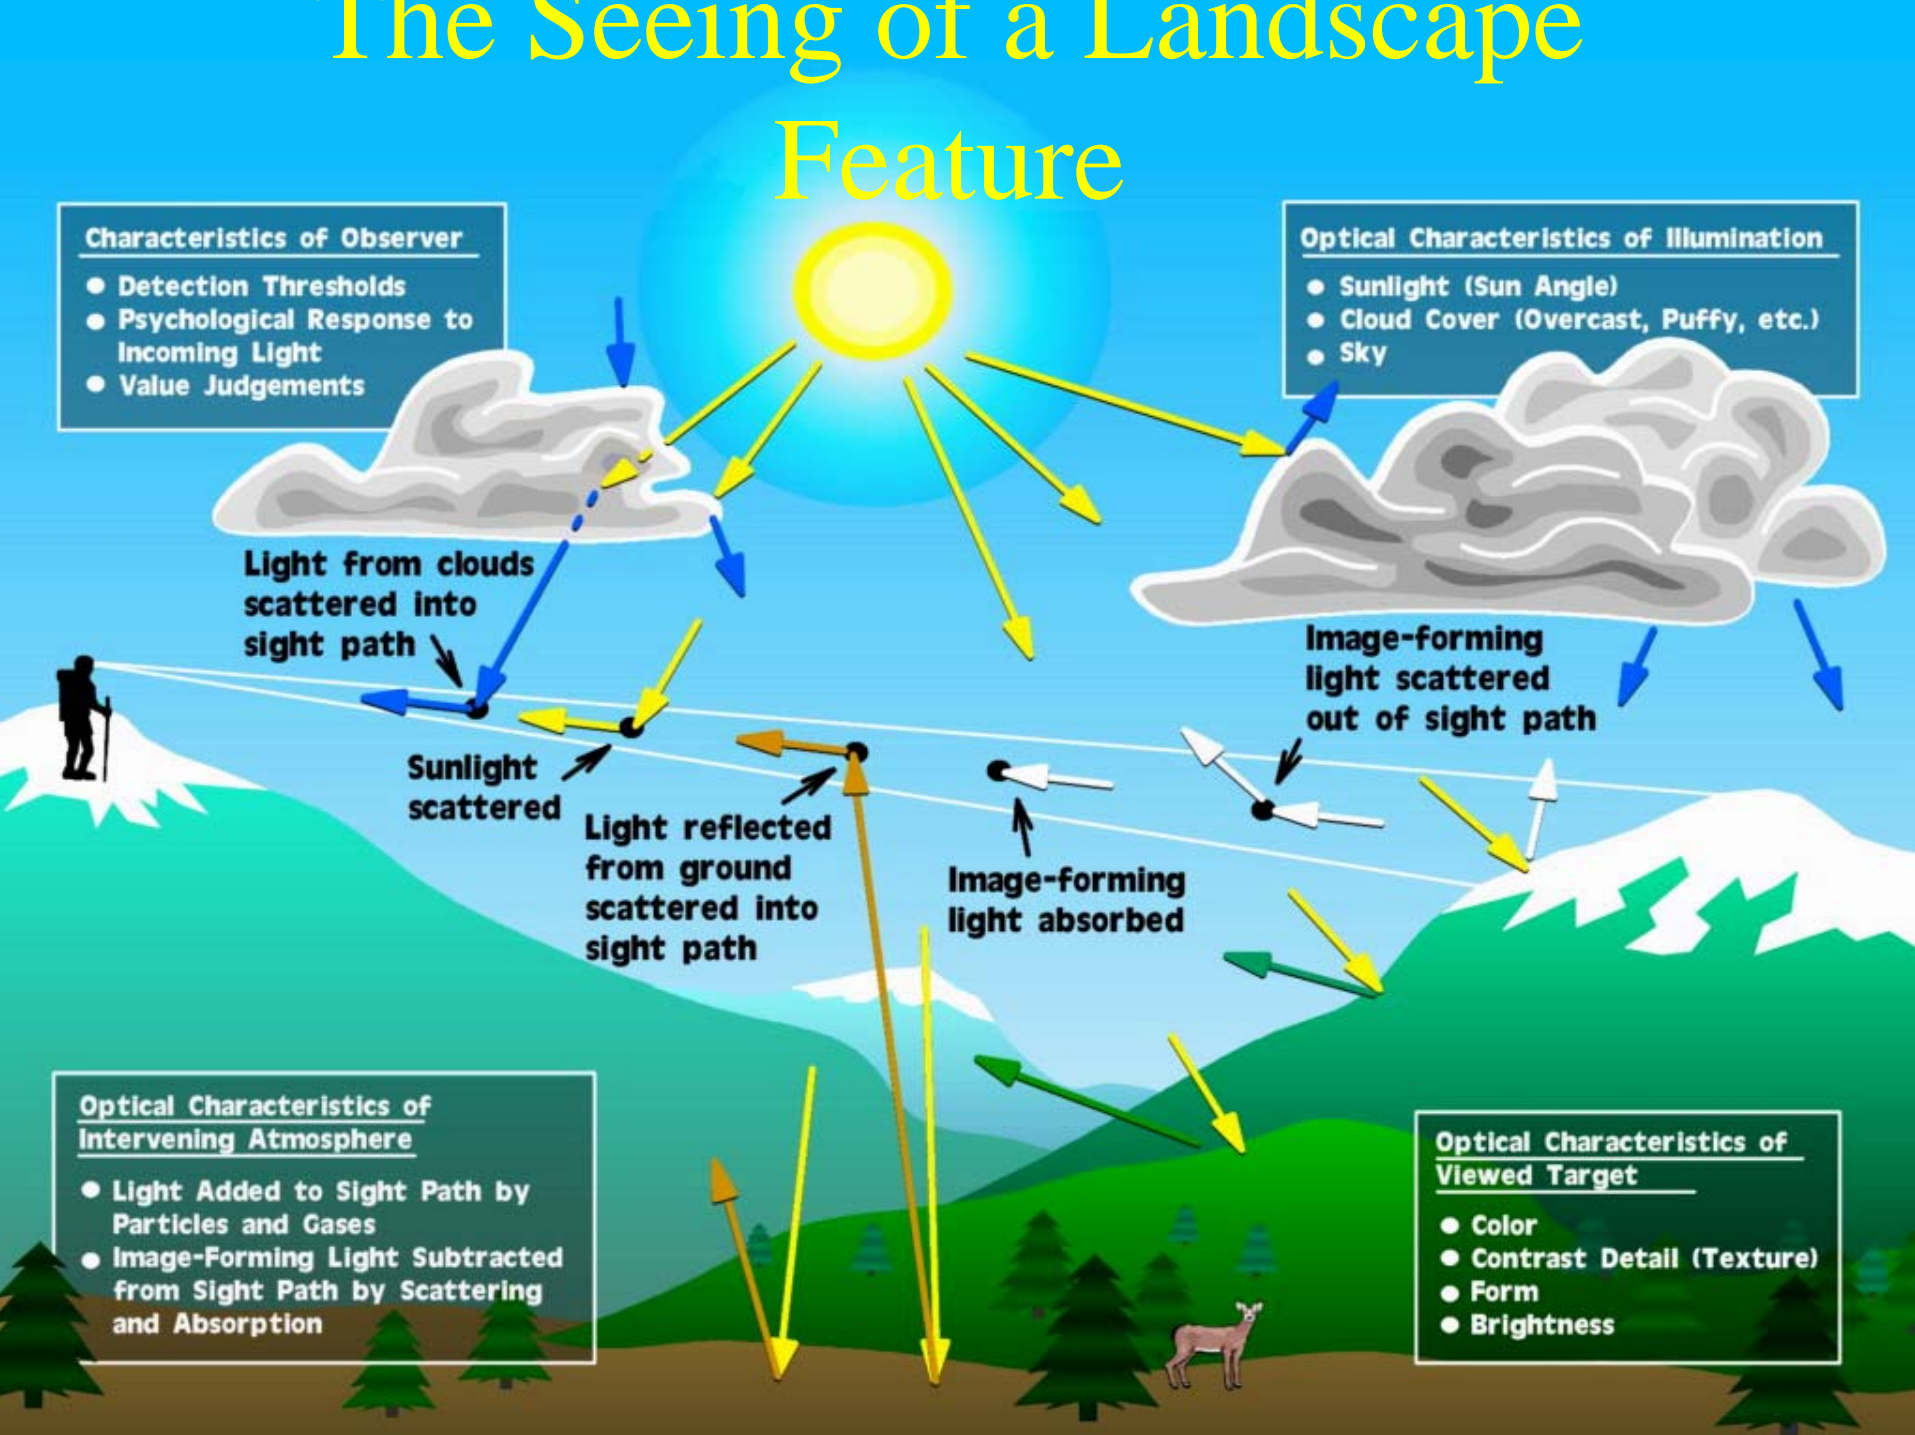 The Seeing of a Landscape
Feature
Characteristics of Observer
● Detection Thresholds
● Psychological Response to
Incoming Light
● Value Judgements
Optical Characteristics of Illumination
● Sunlight (Sun Angle)
● Cloud Cover (Overcast, Puffy, etc.)
● Sky
Light from clouds
scattered into
sight path
Image-forming
light scattered
out of sight path
Sunlight
scattered
Light reflected
from ground
scattered into
sight path
Image-forming
light absorbed
Optical Characteristics of
Intervening Atmosphere
● Light Added to Sight Path by
Particles and Gases
● Image-Forming Light Subtracted
from Sight Path by Scattering
and Absorption
Optical Characteristics of
Viewed Target
● Color
● Contrast Detail (Texture)
● Form
● Brightness